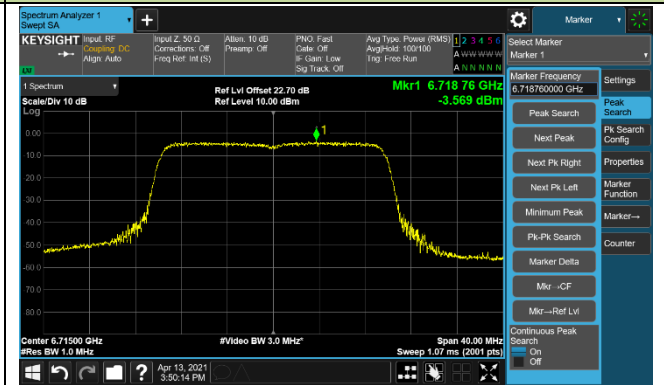 Spectrum Analyzer 1
Swept SA
Marker
KEYSIGHT
Input: RF
Coupling: DC
Align: Auto
Input Z: 50 Ω
Corrections: Off
Freq Ref: Int (S)
Atten: 10 dB
Preamp: Off
PNO: Fast
Gate: Off
IF Gain: Low
Sig Track: Off
Avg Type: Power (RMS)
Avg|Hold: 100/100
Trig: Free Run
1 2 3 4 5 6
A W W W W W
A N N N N N
LV
Select Marker
Marker 1
1 Spectrum
Scale/Div 10 dB
Log
Ref Lvl Offset 22.70 dB
Ref Level 10.00 dBm
Mkr1 6.718 76 GHz
-3.569 dBm
1
0.00
-10.0
-20.0
-30.0
-40.0
-50.0
-60.0
-70.0
-80.0
Center 6.71500 GHz
#Res BW 1.0 MHz
#Video BW 3.0 MHz*
Span 40.00 MHz
Sweep 1.07 ms (2001 pts)
Marker Frequency
6.718760000 GHz
Peak Search
Next Peak
Next Pk Right
Next Pk Left
Minimum Peak
Pk-Pk Search
Marker Delta
Mkr→CF
Mkr→Ref Lvl
Continuous Peak
Search
On
Off
Settings
Peak
Search
Pk Search
Config
Properties
Marker
Function
Marker→
Counter
Apr 13, 2021
3:50:14 PM